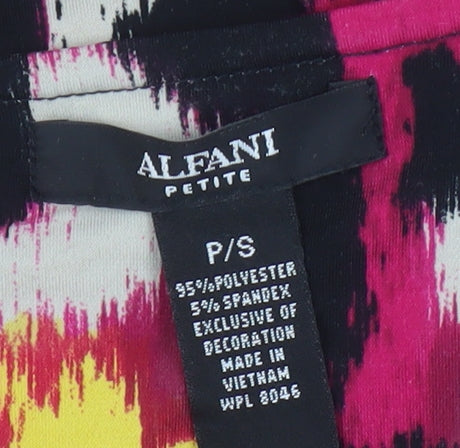 ALFANI
PETITE
P/S
95% POLYESTER
5% SPANDEX
EXCLUSIVE OF
DECORATION
MADE IN
VIETNAM
WPL 8046